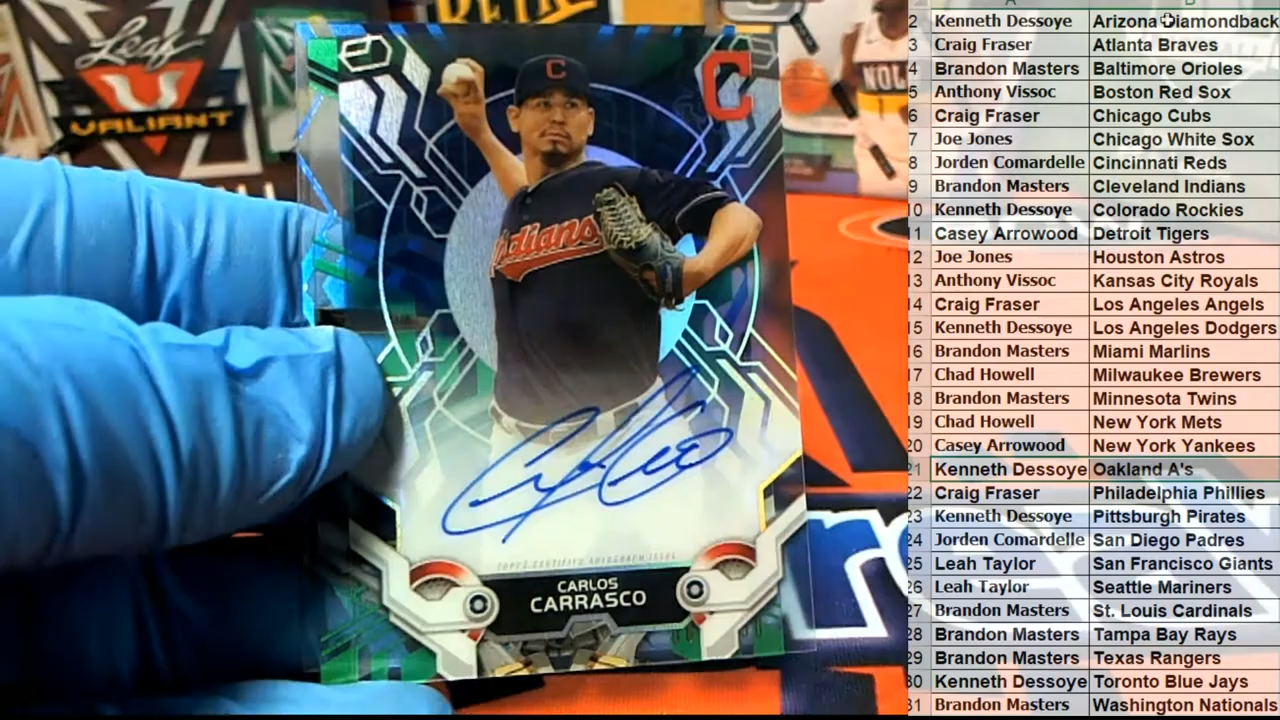 Leaf
VALIANT
C
C
Indians
TOPPS CERTIFIED AUTOGRAPH ISSUE
CARLOS
CARRASCO
NOL
2 Kenneth Dessoye Arizona Diamondback
3 Craig Fraser Atlanta Braves
4 Brandon Masters Baltimore Orioles
5 Anthony Vissoc Boston Red Sox
6 Craig Fraser Chicago Cubs
7 Joe Jones Chicago White Sox
8 Jorden Comardelle Cincinnati Reds
9 Brandon Masters Cleveland Indians
10 Kenneth Dessoye Colorado Rockies
11 Casey Arrowood Detroit Tigers
12 Joe Jones Houston Astros
13 Anthony Vissoc Kansas City Royals
14 Craig Fraser Los Angeles Angels
15 Kenneth Dessoye Los Angeles Dodgers
16 Brandon Masters Miami Marlins
17 Chad Howell Milwaukee Brewers
18 Brandon Masters Minnesota Twins
19 Chad Howell New York Mets
20 Casey Arrowood New York Yankees
21 Kenneth Dessoye Oakland A's
22 Craig Fraser Philadelphia Phillies
23 Kenneth Dessoye Pittsburgh Pirates
24 Jorden Comardelle San Diego Padres
25 Leah Taylor San Francisco Giants
26 Leah Taylor Seattle Mariners
27 Brandon Masters St. Louis Cardinals
28 Brandon Masters Tampa Bay Rays
29 Brandon Masters Texas Rangers
30 Kenneth Dessoye Toronto Blue Jays
31 Brandon Masters Washington Nationals